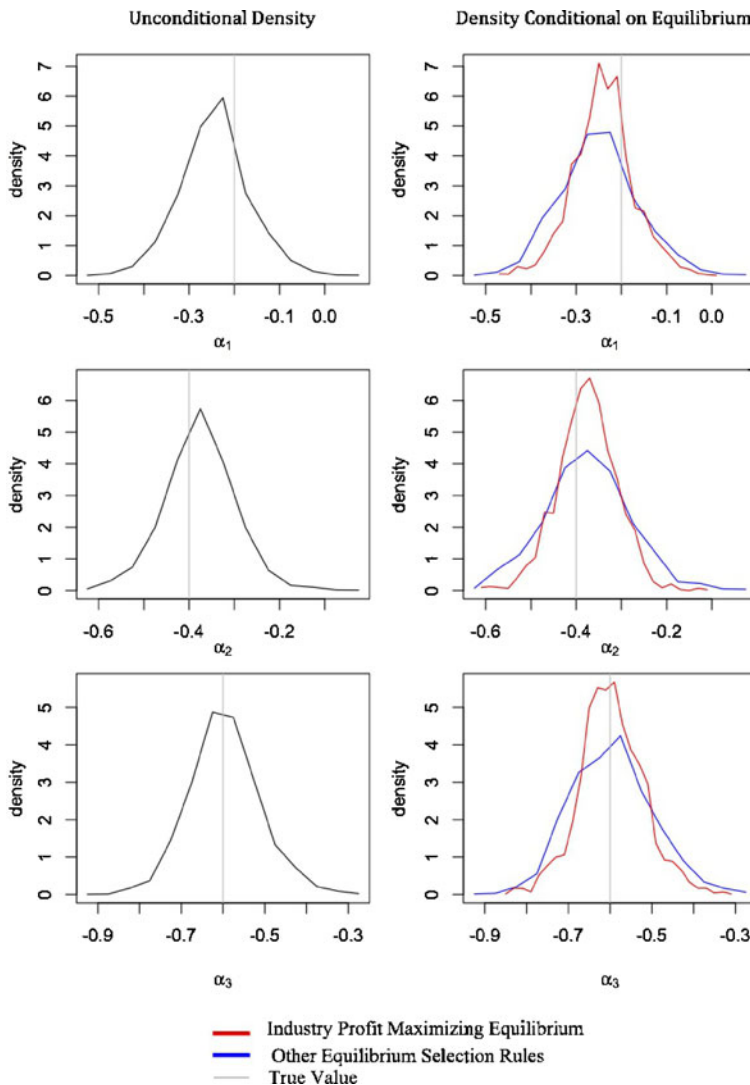 Unconditional Density
Density Conditional on Equilibrium
density
0 1 2 3 4 5 6 7
-0.5 -0.3 -0.1 0.0
α1
density
0 1 2 3 4 5 6 7
-0.5 -0.3 -0.1 0.0
α1
density
0 1 2 3 4 5 6
-0.6 -0.4 -0.2
α2
density
0 1 2 3 4 5 6
-0.6 -0.4 -0.2
α2
density
0 1 2 3 4 5
-0.9 -0.7 -0.5 -0.3
α3
density
0 1 2 3 4 5
-0.9 -0.7 -0.5 -0.3
α3
Industry Profit Maximizing Equilibrium
Other Equilibrium Selection Rules
True Value